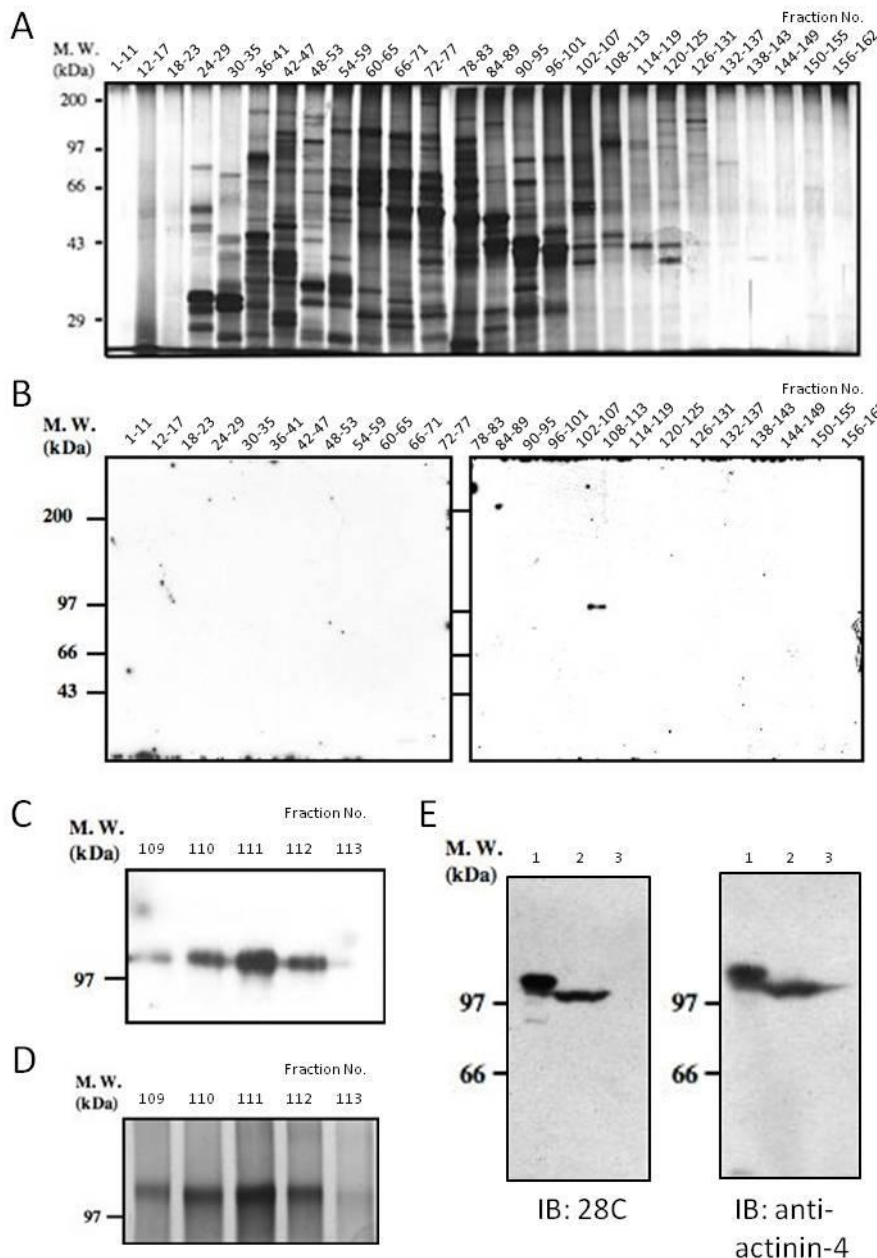 A
Fraction No.
M. W.
(kDa)
1-11 12-17 18-23 24-29 30-35 36-41 42-47 48-53 54-59 60-65 66-71 72-77 78-83 84-89 90-95 96-101 102-107 108-113 114-119 120-125 126-131 132-137 138-143 144-149 150-155 156-162
200
97
66
43
29
B
Fraction No.
M. W.
(kDa)
1-11 12-17 18-23 24-29 30-35 36-41 42-47 48-53 54-59 60-65 66-71 72-77 78-83 84-89 90-95 96-101 102-107 108-113 114-119 120-125 126-131 132-137 138-143 144-149 150-155
200
97
66
43
C
Fraction No.
M. W.
(kDa)
109 110 111 112 113
97
D
Fraction No.
M. W.
(kDa)
109 110 111 112 113
97
E
M. W.
(kDa)
1 2 3
97
66
IB: 28C
1 2 3
97
66
IB: anti-
actinin-4